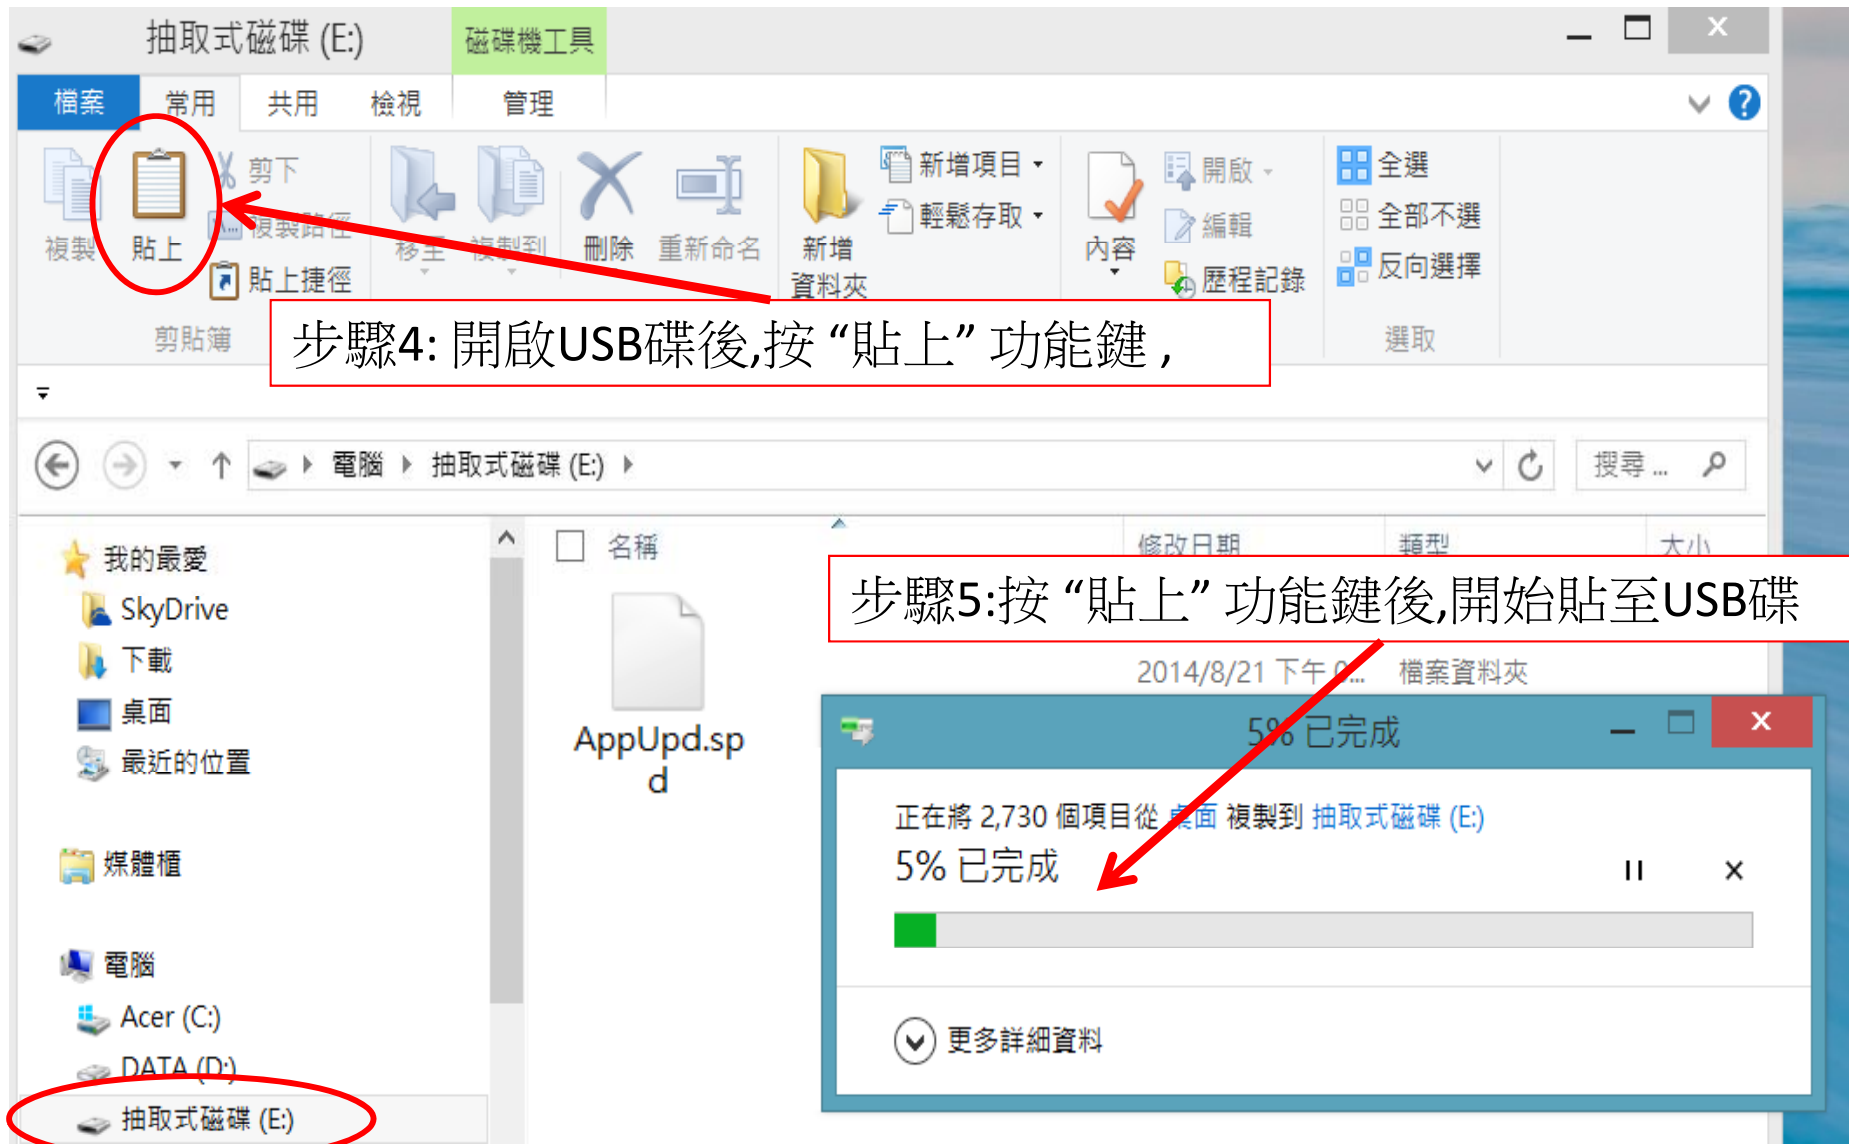 抽取式磁碟 (E:)
磁碟機工具
檔案 常用 共用 檢視 管理
複製
貼上
剪下
複製路徑
貼上捷徑
移至
複製到
刪除
重新命名
新增
資料夾
新增項目
輕鬆存取
內容
開啟
編輯
歷程記錄
全選
全部不選
反向選擇
剪貼簿
選取
步驟4: 開啟USB碟後,按 “貼上” 功能鍵 ,
電腦 抽取式磁碟 (E:)
搜尋 ...
我的最愛
SkyDrive
下載
桌面
最近的位置
媒體櫃
電腦
Acer (C:)
DATA (D:)
抽取式磁碟 (E:)
名稱 修改日期 類型 大小
步驟5:按 “貼上” 功能鍵後,開始貼至USB碟
2014/8/21 下午 0... 檔案資料夾
AppUpd.sp
d
5% 已完成
正在將 2,730 個項目從 桌面 複製到 抽取式磁碟 (E:)
5% 已完成
更多詳細資料